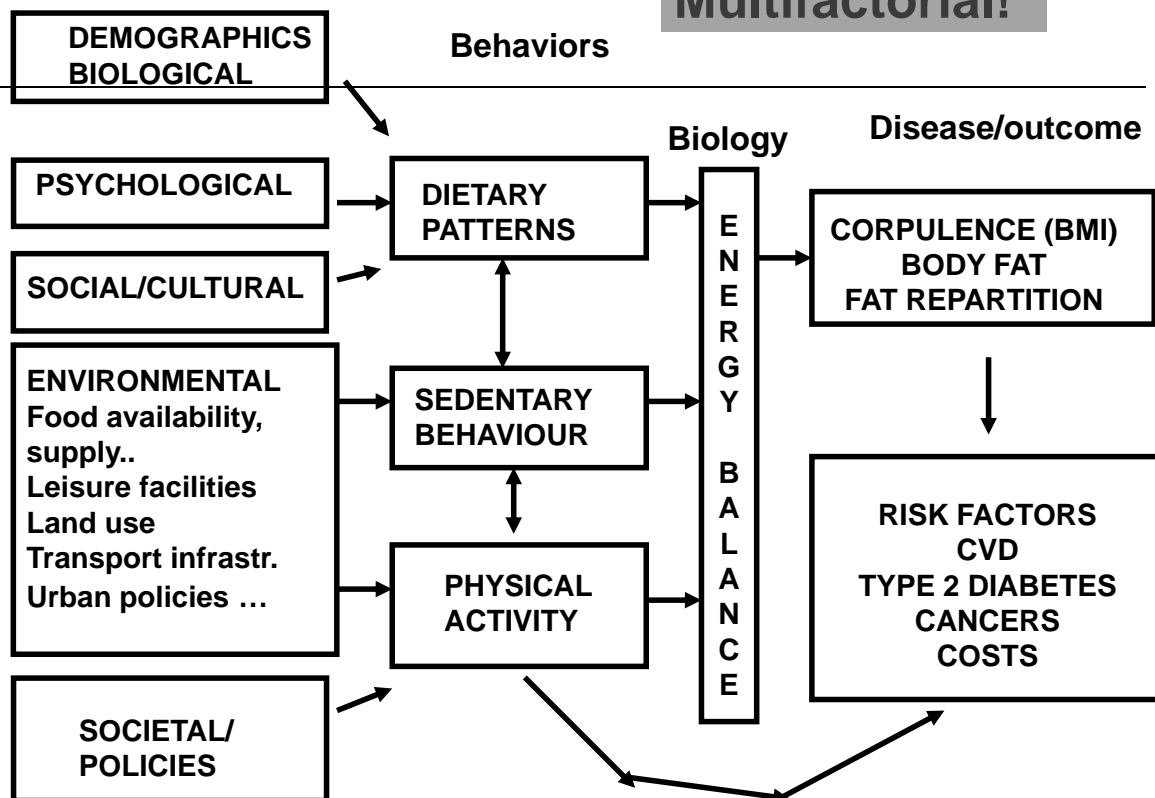 Multifactorial!
DEMOGRAPHICS
BIOLOGICAL
Behaviors
Disease/outcome
Biology
PSYCHOLOGICAL
DIETARY
PATTERNS
SOCIAL/CULTURAL
CORPULENCE (BMI)
BODY FAT
FAT REPARTITION
ENERGY BALANCE
ENVIRONMENTAL
Food availability,
supply..
Leisure facilities
Land use
Transport infrastr.
Urban policies …
SEDENTARY
BEHAVIOUR
PHYSICAL
ACTIVITY
RISK FACTORS
CVD
TYPE 2 DIABETES
CANCERS
COSTS
SOCIETAL/
POLICIES